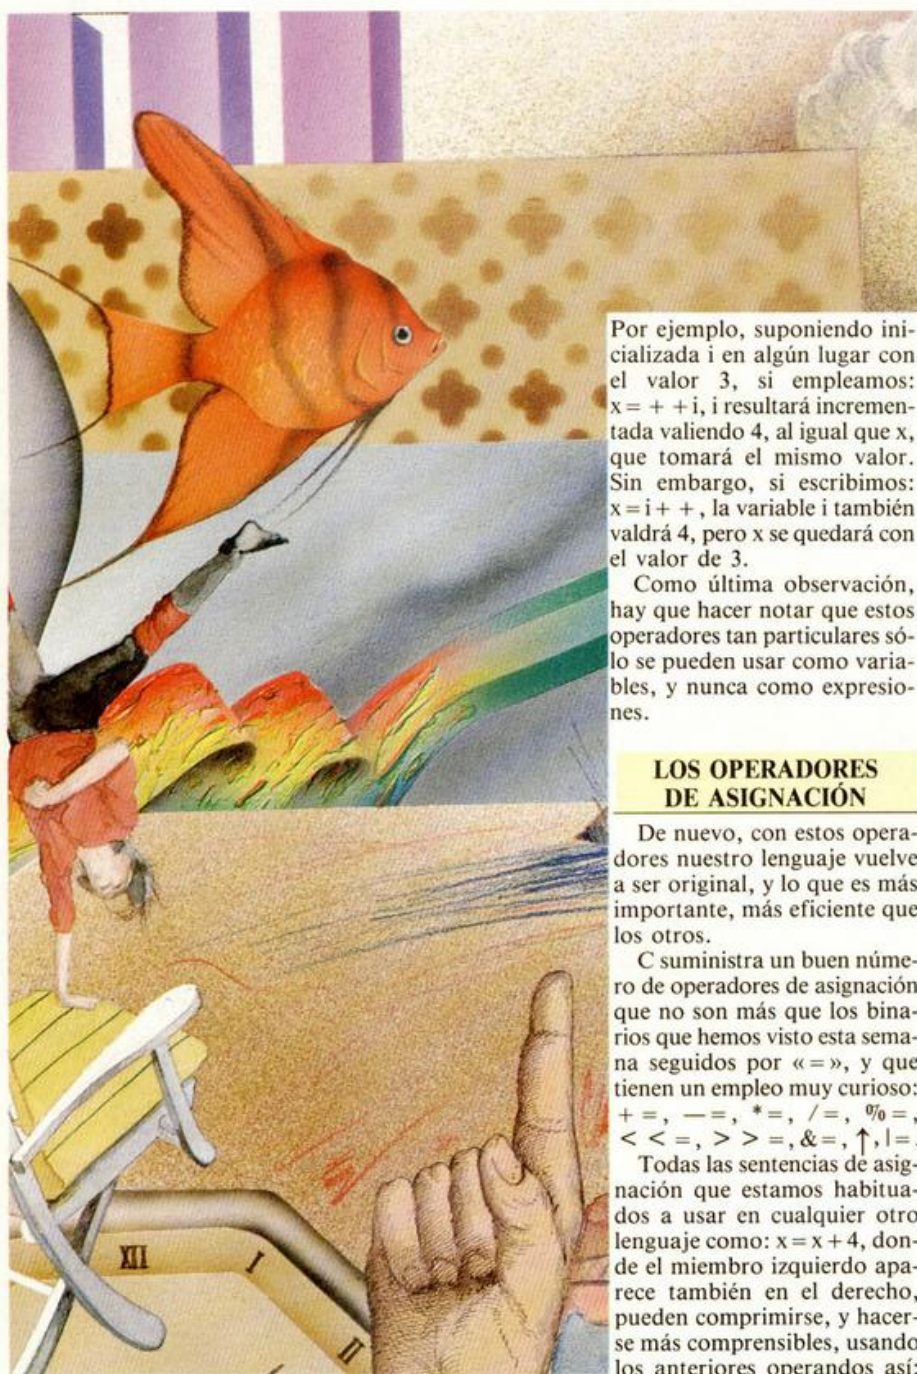 Por ejemplo, suponiendo ini-
cializada i en algún lugar con
el valor 3, si empleamos:
x = + +i, i resultará incremen-
tada valiendo 4, al igual que x,
que tomará el mismo valor.
Sin embargo, si escribimos:
x = i + + , la variable i también
valdrá 4, pero x se quedará con
el valor de 3.
Como última observación,
hay que hacer notar que estos
operadores tan particulares só-
lo se pueden usar como varia-
bles, y nunca como expresio-
nes.
LOS OPERADORES
DE ASIGNACIÓN
De nuevo, con estos opera-
dores nuestro lenguaje vuelve
a ser original, y lo que es más
importante, más eficiente que
los otros.
C suministra un buen núme-
ro de operadores de asignación
que no son más que los bina-
rios que hemos visto esta sema-
na seguidos por « = », y que
tienen un empleo muy curioso:
+ =, — =, * =, / =, % =,
< < =, > > =, & =, ↑, | =.
Todas las sentencias de asig-
nación que estamos habitua-
dos a usar en cualquier otro
lenguaje como: x = x + 4, don-
de el miembro izquierdo apa-
rece también en el derecho,
pueden comprimirse, y hacer-
se más comprensibles, usando
los anteriores operandos así:
XII
I
II